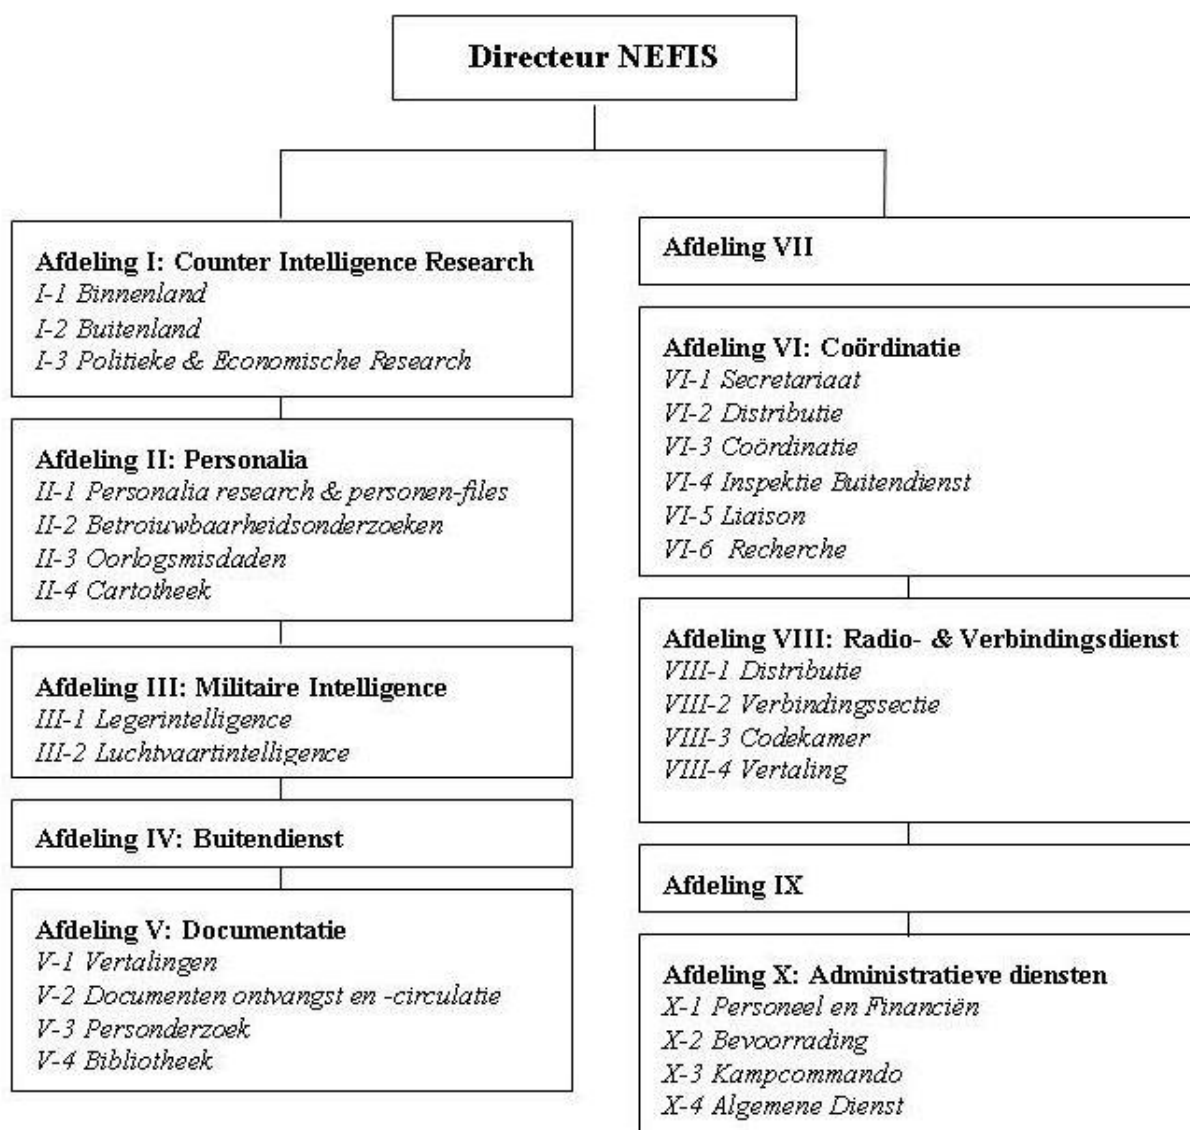 Directeur NEFIS
Afdeling I: Counter Intelligence Research
I-1 Binnenland
I-2 Buitenland
I-3 Politieke & Economische Research
Afdeling II: Personalia
II-1 Personalia research & personen-files
II-2 Betroiuwbaarheidsonderzoeken
II-3 Oorlogsmisdaden
II-4 Cartotheek
Afdeling III: Militaire Intelligence
III-1 Legerintelligence
III-2 Luchtvaartintelligence
Afdeling IV: Buitendienst
Afdeling V: Documentatie
V-1 Vertalingen
V-2 Documenten ontvangst en -circulatie
V-3 Personderzoek
V-4 Bibliotheek
Afdeling VII
Afdeling VI: Coördinatie
VI-1 Secretariaat
VI-2 Distributie
VI-3 Coördinatie
VI-4 Inspektie Buitendienst
VI-5 Liaison
VI-6 Recherche
Afdeling VIII: Radio- & Verbindingsdienst
VIII-1 Distributie
VIII-2 Verbindingssectie
VIII-3 Codekamer
VIII-4 Vertaling
Afdeling IX
Afdeling X: Administratieve diensten
X-1 Personeel en Financiën
X-2 Bevoorrading
X-3 Kampcommando
X-4 Algemene Dienst